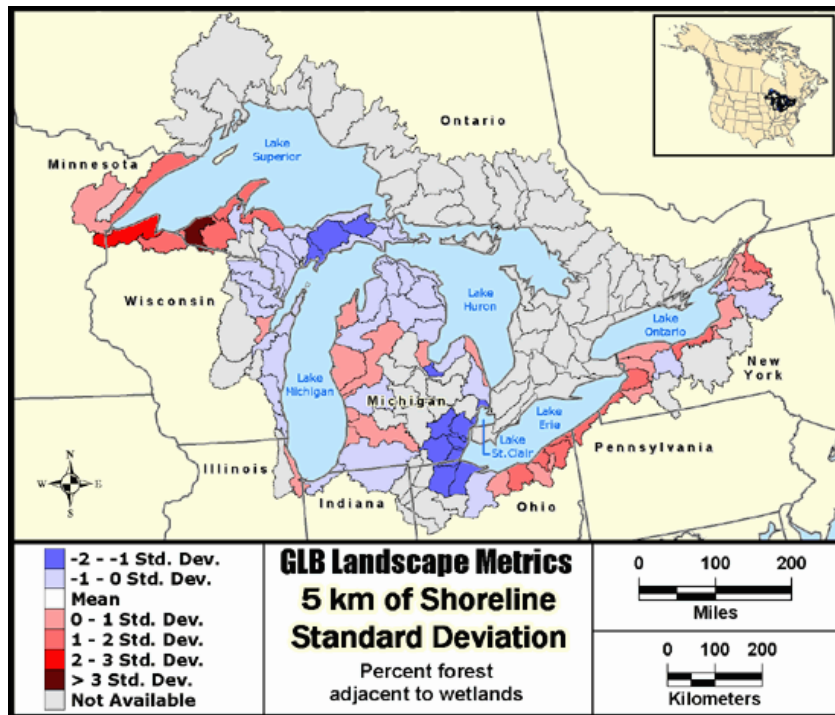 Ontario
Lake
Superior
Minnesota
Wisconsin
Lake
Huron
Lake
Ontario
New
York
Lake
Michigan
Michigan
Lake
Erie
Lake
St.Clair
Pennsylvania
Illinois
Indiana
Ohio
N
W
E
S
-2 - -1 Std. Dev.
-1 - 0 Std. Dev.
Mean
0 - 1 Std. Dev.
1 - 2 Std. Dev.
2 - 3 Std. Dev.
> 3 Std. Dev.
Not Available
GLB Landscape Metrics
5 km of Shoreline
Standard Deviation
Percent forest
adjacent to wetlands
0 100 200
Miles
0 50 100 200
Kilometers